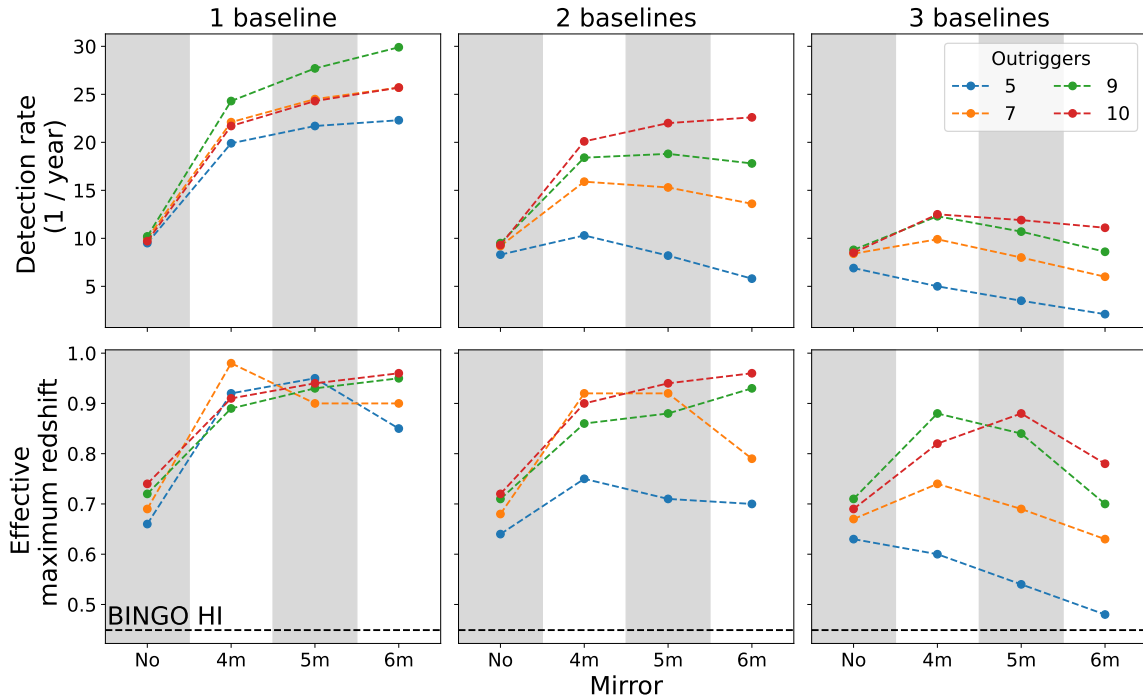 1 baseline
2 baselines
3 baselines
Detection rate
(1 / year)
30
25
20
15
10
5
Outriggers
5
9
7
10
Effective
maximum redshift
1.0
0.9
0.8
0.7
0.6
0.5
BINGO HI
No
4m
5m
6m
No
4m
5m
6m
No
4m
5m
6m
Mirror